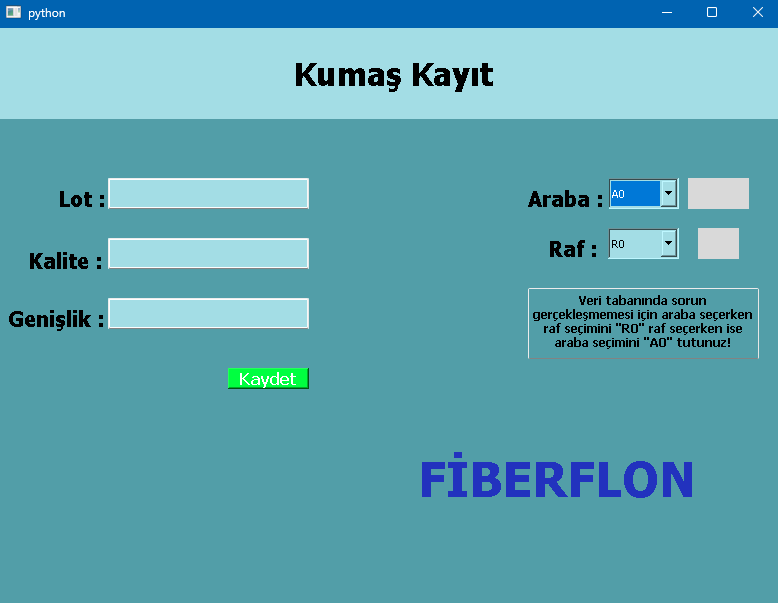 python
Kumaş Kayıt
Lot :
Araba :
A0
Kalite :
Raf :
R0
Genişlik :
Veri tabanında sorun
gerçekleşmemesi için araba seçerken
raf seçimini "R0" raf seçerken ise
araba seçimini "A0" tutunuz!
Kaydet
FİBERFLON